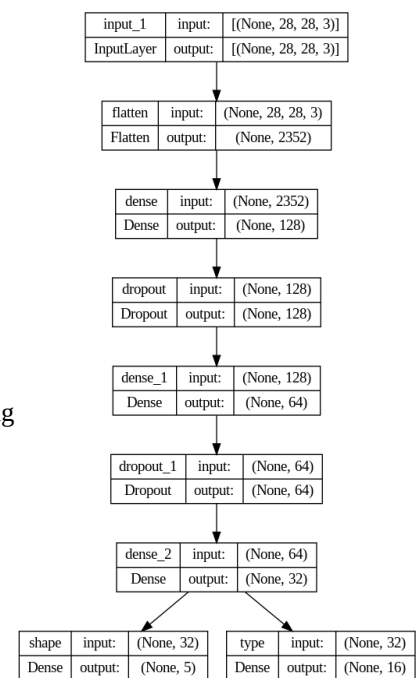 input_1 input: [(None, 28, 28, 3)]
InputLayer output: [(None, 28, 28, 3)]
flatten input: (None, 28, 28, 3)
Flatten output: (None, 2352)
dense input: (None, 2352)
Dense output: (None, 128)
dropout input: (None, 128)
Dropout output: (None, 128)
dense_1 input: (None, 128)
Dense output: (None, 64)
g
dropout_1 input: (None, 64)
Dropout output: (None, 64)
dense_2 input: (None, 64)
Dense output: (None, 32)
shape input: (None, 32) type input: (None, 32)
Dense output: (None, 5) Dense output: (None, 16)